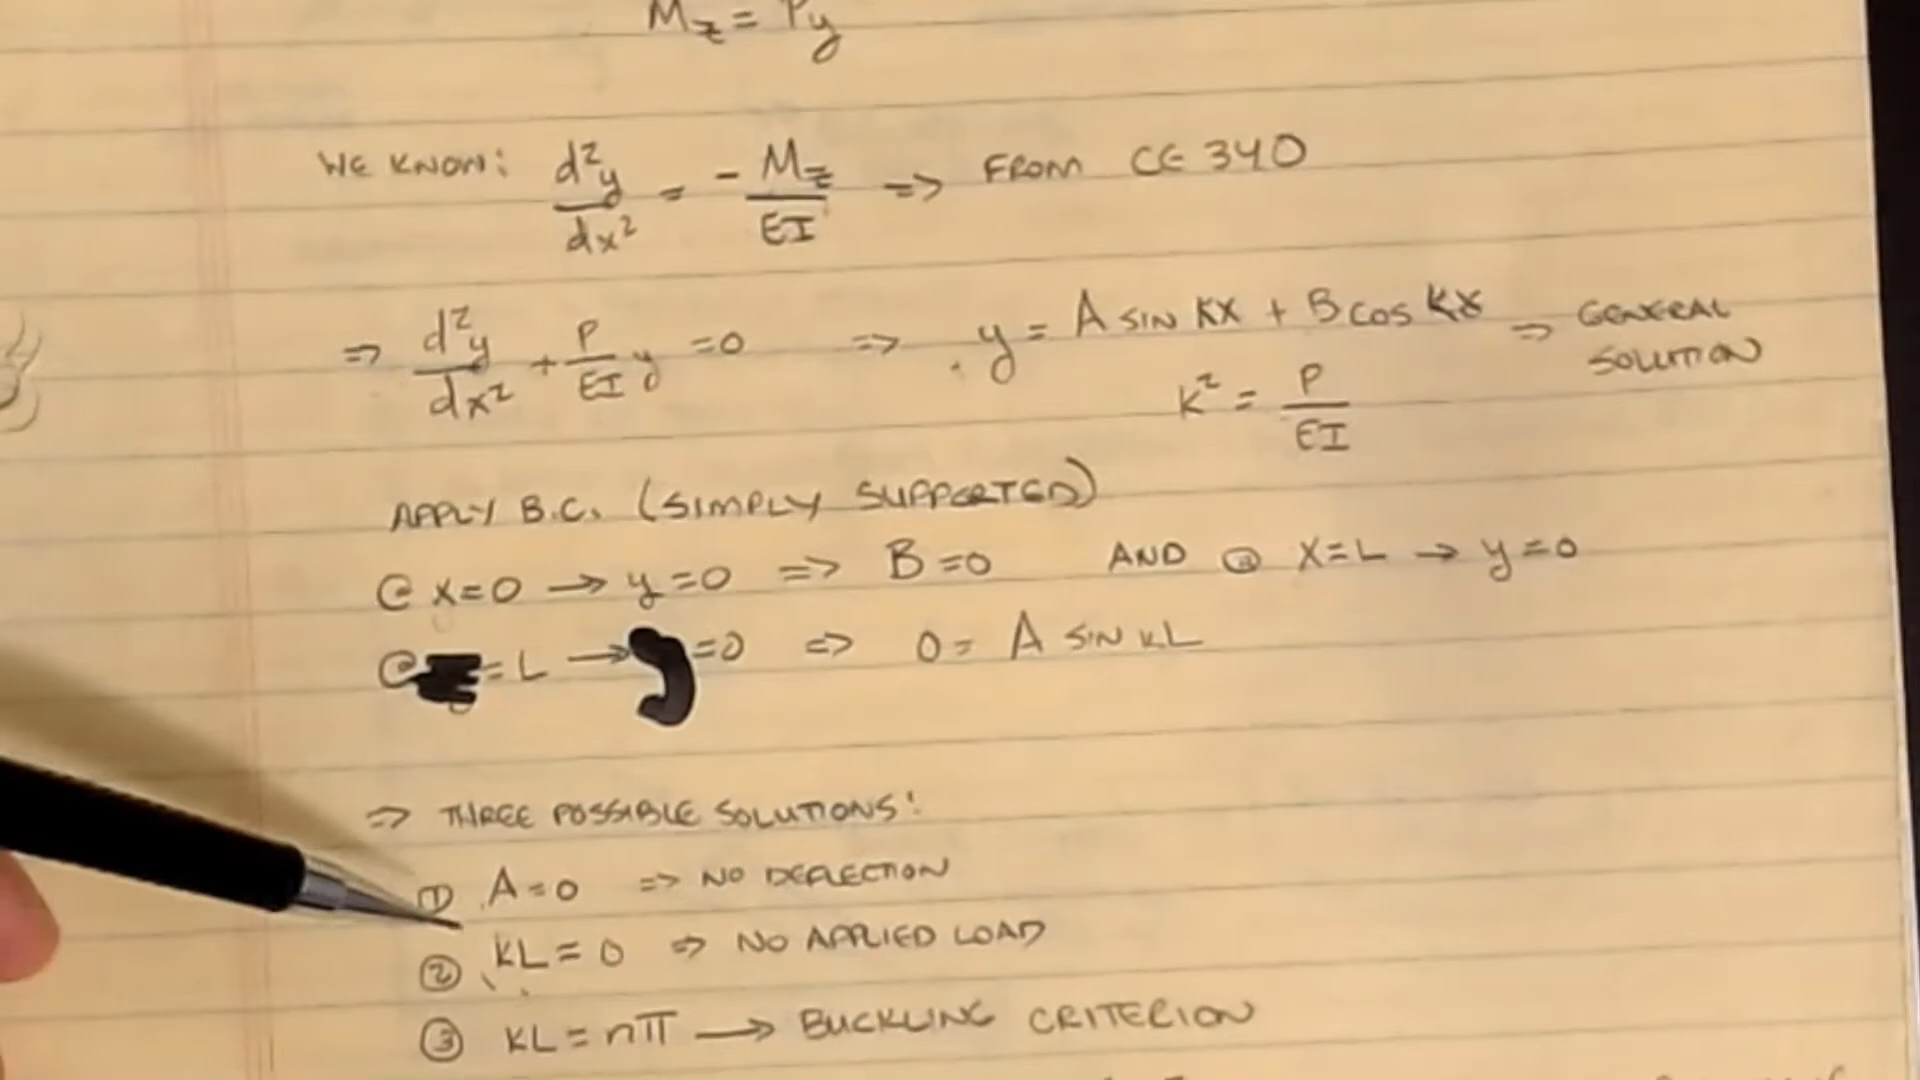 Mz = Py
WE KNOW: d²y/dx² = - Mz/EI => FROM CE 340
=> d²y/dx² + P/EI y = 0 => y = A SIN KX + B COS KX => GENERAL SOLUTION
K² = P/EI
APPLY B.C. (SIMPLY SUPPORTED)
@ X=0 → y=0 => B=0 AND @ X=L → y=0
@ = L → =0 => 0 = A SIN KL
=> THREE POSSIBLE SOLUTIONS:
① A=0 => NO DEFLECTION
② KL=0 => NO APPLIED LOAD
③ KL=nπ → BUCKLING CRITERION